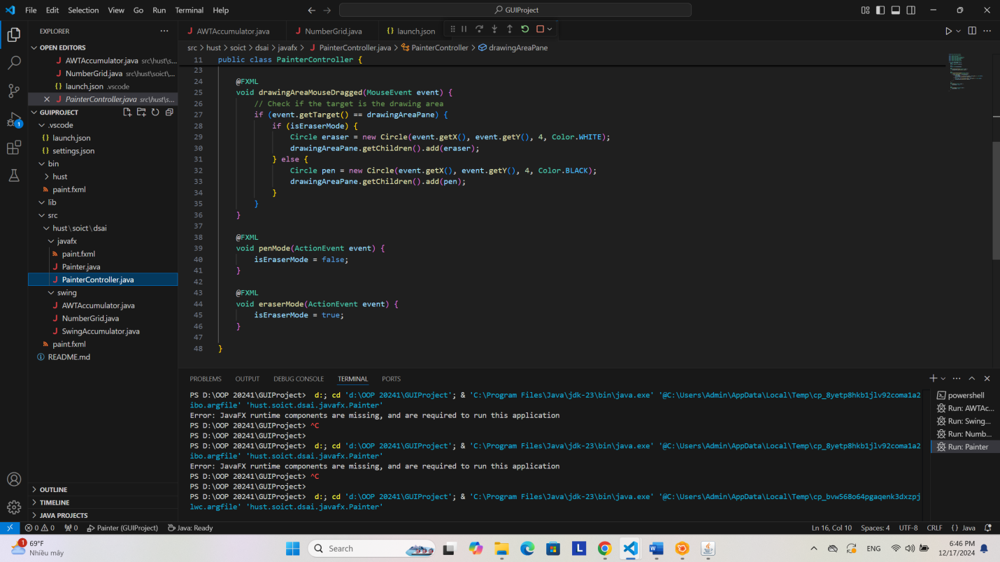 File Edit Selection View Go Run Terminal Help
GUIProject
EXPLORER
AWTAccumulator.java NumberGrid.java launch.json
OPEN EDITORS
AWTAccumulator.java src\hust\s...
NumberGrid.java src\hust\soict\...
launch.json .vscode
PainterController.java src\hust\s...
GUIPROJECT
.vscode
launch.json
settings.json
bin
hust
paint.fxml
lib
src
hust\soict\dsai
javafx
paint.fxml
Painter.java
PainterController.java
swing
AWTAccumulator.java
NumberGrid.java
SwingAccumulator.java
paint.fxml
README.md
OUTLINE
TIMELINE
JAVA PROJECTS
1
src > hust > soict > dsai > javafx > PainterController.java > PainterController > drawingAreaPane
11 public class PainterController {
23
24 @FXML
25 void drawingAreaMouseDragged(MouseEvent event) {
26 // Check if the target is the drawing area
27 if (event.getTarget() == drawingAreaPane) {
28 if (isEraserMode) {
29 Circle eraser = new Circle(event.getX(), event.getY(), 4, Color.WHITE);
30 drawingAreaPane.getChildren().add(eraser);
31 } else {
32 Circle pen = new Circle(event.getX(), event.getY(), 4, Color.BLACK);
33 drawingAreaPane.getChildren().add(pen);
34 }
35 }
36 }
37
38 @FXML
39 void penMode(ActionEvent event) {
40 isEraserMode = false;
41 }
42
43 @FXML
44 void eraserMode(ActionEvent event) {
45 isEraserMode = true;
46 }
47
48 }
PROBLEMS OUTPUT DEBUG CONSOLE TERMINAL PORTS
PS D:\OOP 20241\GUIProject> d:; cd 'd:\OOP 20241\GUIProject'; & 'C:\Program Files\Java\jdk-23\bin\java.exe' '@C:\Users\Admin\AppData\Local\Temp\cp_8yetp8hkb1jlv92coma1a2
ibo.argfile' 'hust.soict.dsai.javafx.Painter'
Error: JavaFX runtime components are missing, and are required to run this application
PS D:\OOP 20241\GUIProject> ^C
PS D:\OOP 20241\GUIProject>
PS D:\OOP 20241\GUIProject> d:; cd 'd:\OOP 20241\GUIProject'; & 'C:\Program Files\Java\jdk-23\bin\java.exe' '@C:\Users\Admin\AppData\Local\Temp\cp_8yetp8hkb1jlv92coma1a2
ibo.argfile' 'hust.soict.dsai.javafx.Painter'
Error: JavaFX runtime components are missing, and are required to run this application
PS D:\OOP 20241\GUIProject> ^C
PS D:\OOP 20241\GUIProject>
PS D:\OOP 20241\GUIProject> d:; cd 'd:\OOP 20241\GUIProject'; & 'C:\Program Files\Java\jdk-23\bin\java.exe' '@C:\Users\Admin\AppData\Local\Temp\cp_bvw568o64pgaqenk3dxzpj
lwc.argfile' 'hust.soict.dsai.javafx.Painter'
powershell
Run: AWTAc...
Run: Swing...
Run: Numb...
Run: Painter
0 0 0 Painter (GUIProject) Java: Ready
Ln 16, Col 10 Spaces: 4 UTF-8 CRLF {} Java
1 69°F
Nhiều mây
Search
ENG
6:46 PM
12/17/2024